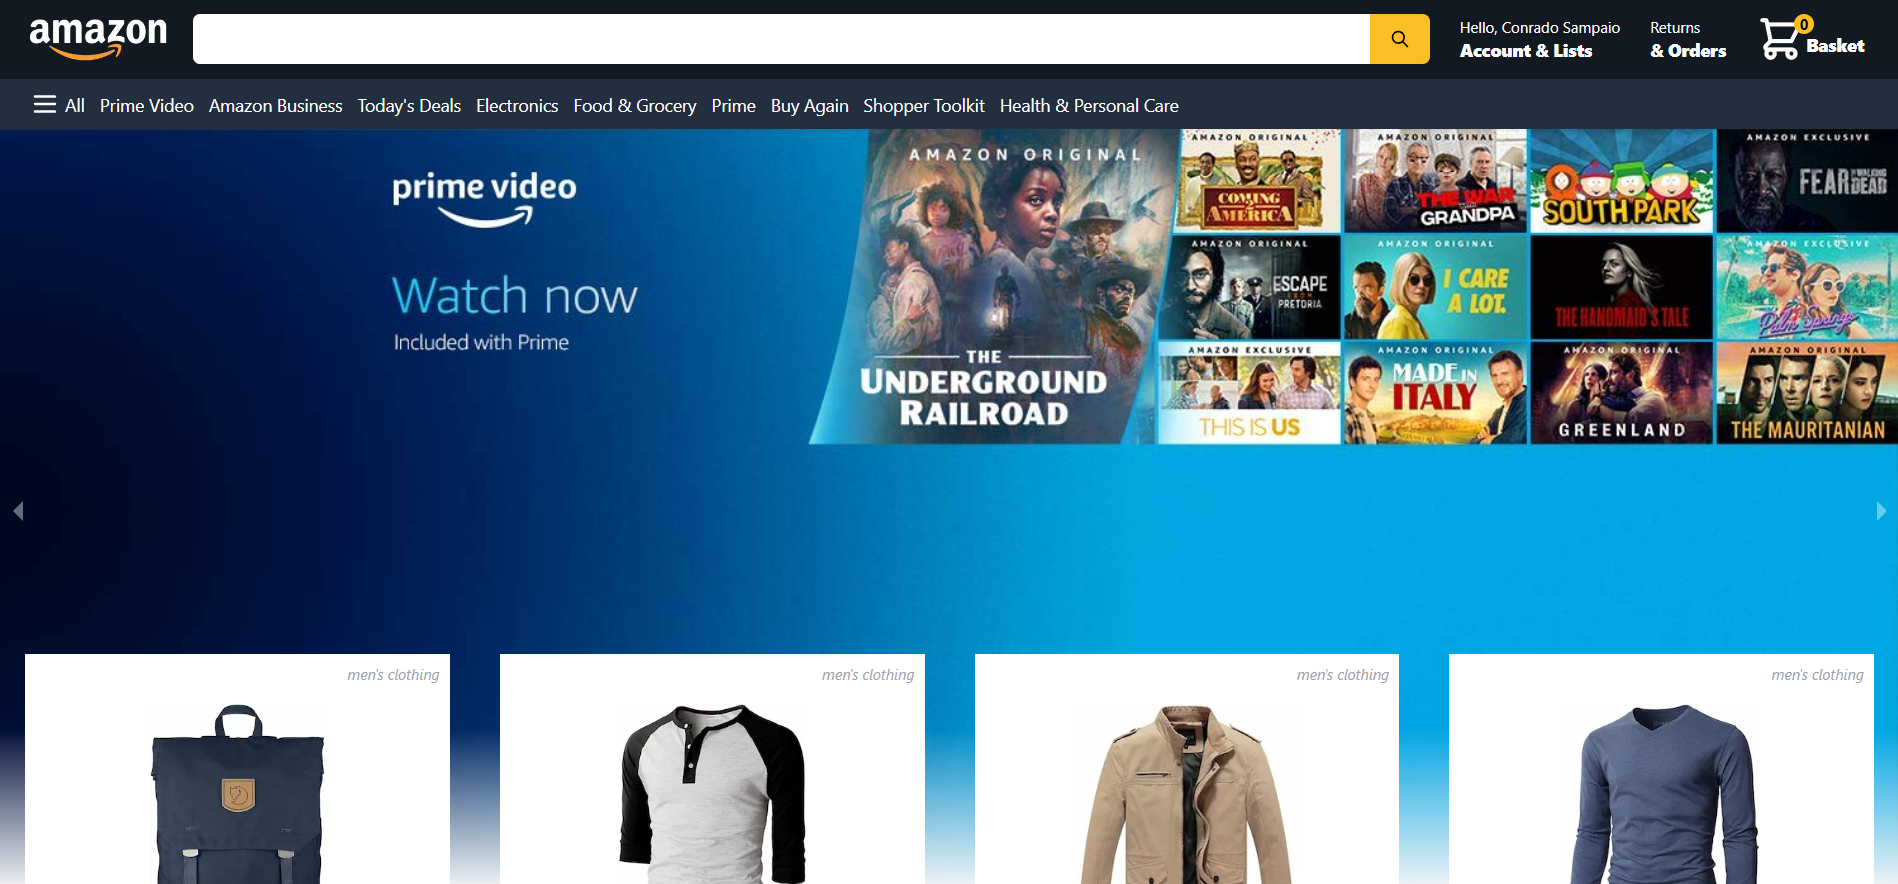 amazon
Hello, Conrado Sampaio
Account & Lists
Returns
& Orders
0
Basket
All Prime Video Amazon Business Today's Deals Electronics Food & Grocery Prime Buy Again Shopper Toolkit Health & Personal Care
prime video
Watch now
Included with Prime
AMAZON ORIGINAL
THE
UNDERGROUND
RAILROAD
AMAZON ORIGINAL
COMING
2
AMERICA
AMAZON ORIGINAL
THE WAR
WITH
GRANDPA
SOUTH PARK
AMAZON EXCLUSIVE
FEAR THE WALKING DEAD
AMAZON ORIGINAL
ESCAPE
FROM
PRETORIA
AMAZON ORIGINAL
I CARE
A LOT.
THE HANDMAID'S TALE
AMAZON EXCLUSIVE
Palm Springs
AMAZON EXCLUSIVE
THIS IS US
AMAZON ORIGINAL
MADE IN
ITALY
AMAZON ORIGINAL
GREENLAND
AMAZON ORIGINAL
THE MAURITANIAN
men's clothing
men's clothing
men's clothing
men's clothing